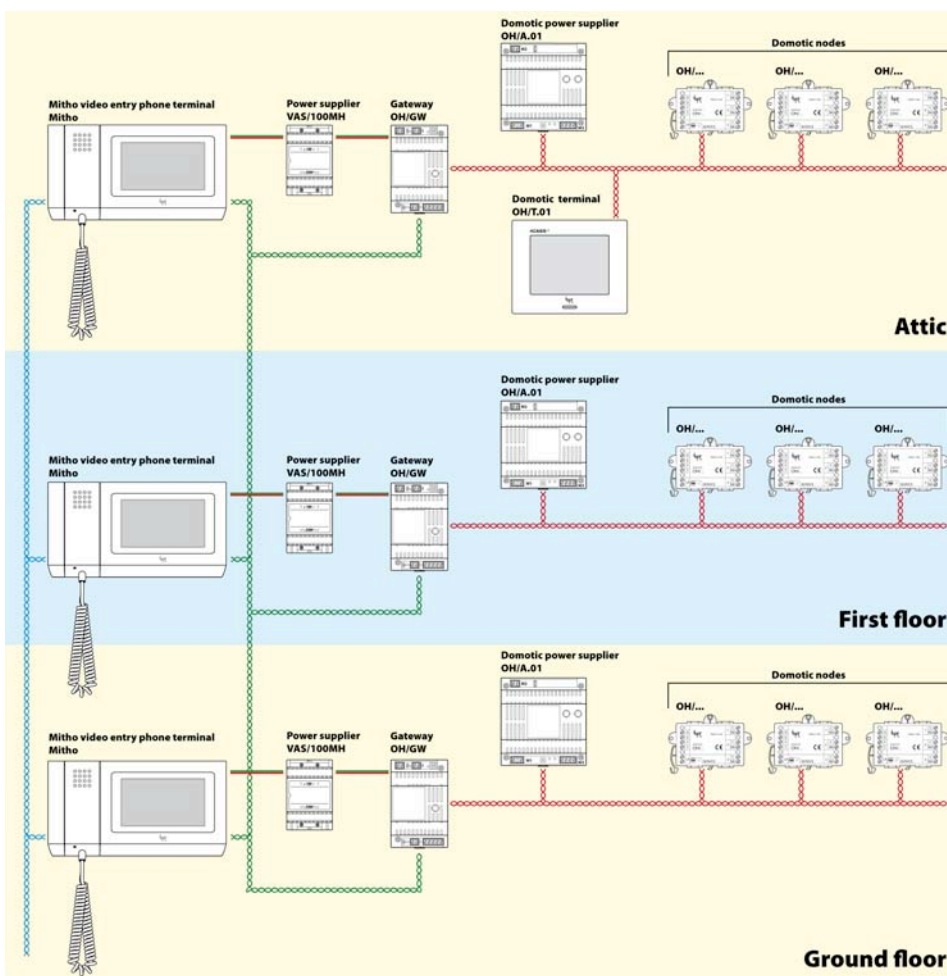 Domotic power supplier
OH/A.01
Domotic nodes
OH/...
OH/...
OH/...
Mitho video entry phone terminal
Mitho
Power supplier
VAS/100MH
Gateway
OH/GW
Domotic terminal
OH/T.01
Attic
Domotic power supplier
OH/A.01
Domotic nodes
OH/...
OH/...
OH/...
Mitho video entry phone terminal
Mitho
Power supplier
VAS/100MH
Gateway
OH/GW
First floor
Domotic power supplier
OH/A.01
Domotic nodes
OH/...
OH/...
OH/...
Mitho video entry phone terminal
Mitho
Power supplier
VAS/100MH
Gateway
OH/GW
Ground floor